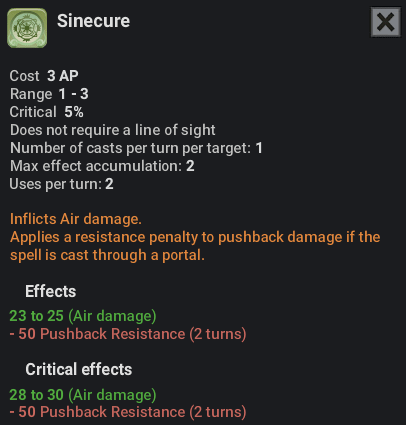 Sinecure
Cost 3 AP
Range 1 - 3
Critical 5%
Does not require a line of sight
Number of casts per turn per target: 1
Max effect accumulation: 2
Uses per turn: 2
Inflicts Air damage.
Applies a resistance penalty to pushback damage if the
spell is cast through a portal.
Effects
23 to 25 (Air damage)
- 50 Pushback Resistance (2 turns)
Critical effects
28 to 30 (Air damage)
- 50 Pushback Resistance (2 turns)